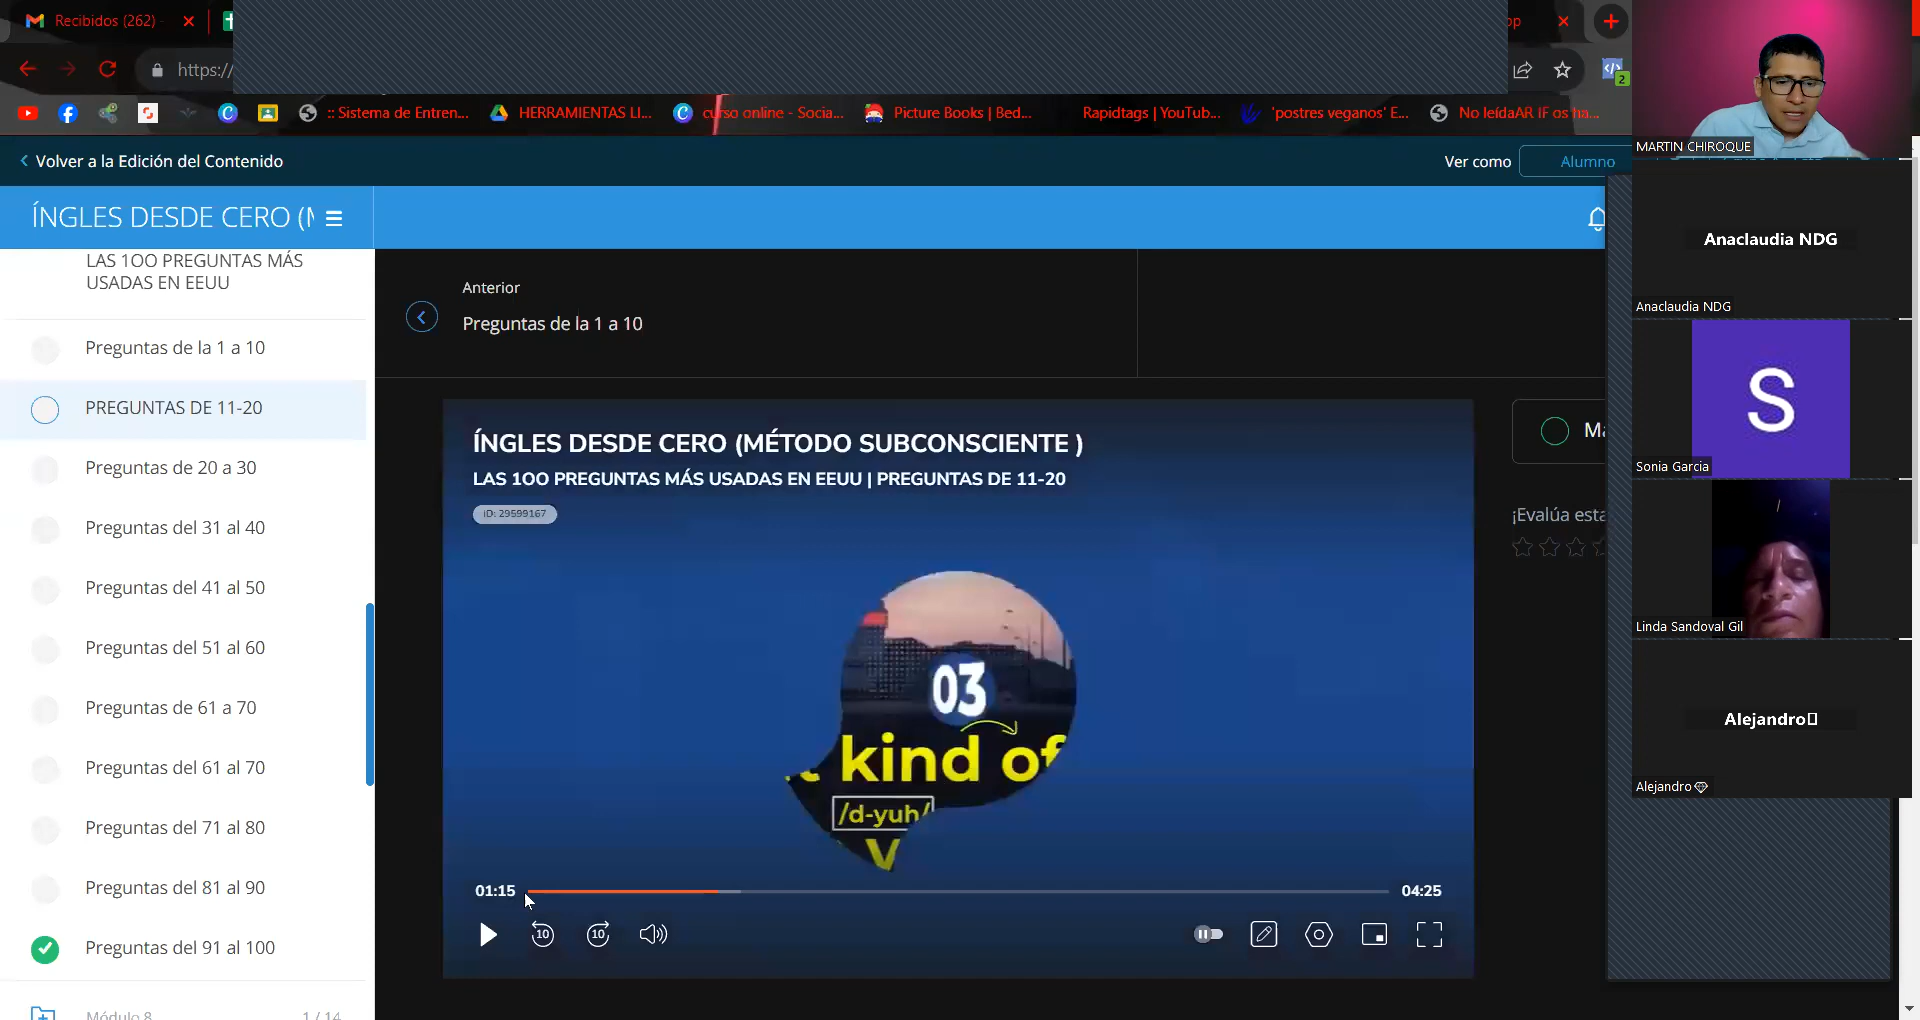 Recibidos (262) -
https://
2
:: Sistema de Entren...
HERRAMIENTAS LI...
curso online - Socia...
Picture Books | Bed...
Rapidtags | YouTub...
'postres veganos' E...
No leídaAR IF os ha...
Volver a la Edición del Contenido
Ver como
Alumno
ÍNGLES DESDE CERO (M
LAS 1OO PREGUNTAS MÁS
USADAS EN EEUU
Preguntas de la 1 a 10
PREGUNTAS DE 11-20
Preguntas de 20 a 30
Preguntas del 31 al 40
Preguntas del 41 al 50
Preguntas del 51 al 60
Preguntas de 61 a 70
Preguntas del 61 al 70
Preguntas del 71 al 80
Preguntas del 81 al 90
Preguntas del 91 al 100
Módulo 8
1 / 14
Anterior
Preguntas de la 1 a 10
ÍNGLES DESDE CERO (MÉTODO SUBCONSCIENTE )
LAS 1OO PREGUNTAS MÁS USADAS EN EEUU | PREGUNTAS DE 11-20
iD: 29599167
03
kind of
/d-yuh/
01:15
04:25
10
10
Ma
¡Evalúa esta
MARTIN CHIROQUE
Anaclaudia NDG
Anaclaudia NDG
S
Sonia Garcia
Linda Sandoval Gil
Alejandro
Alejandro